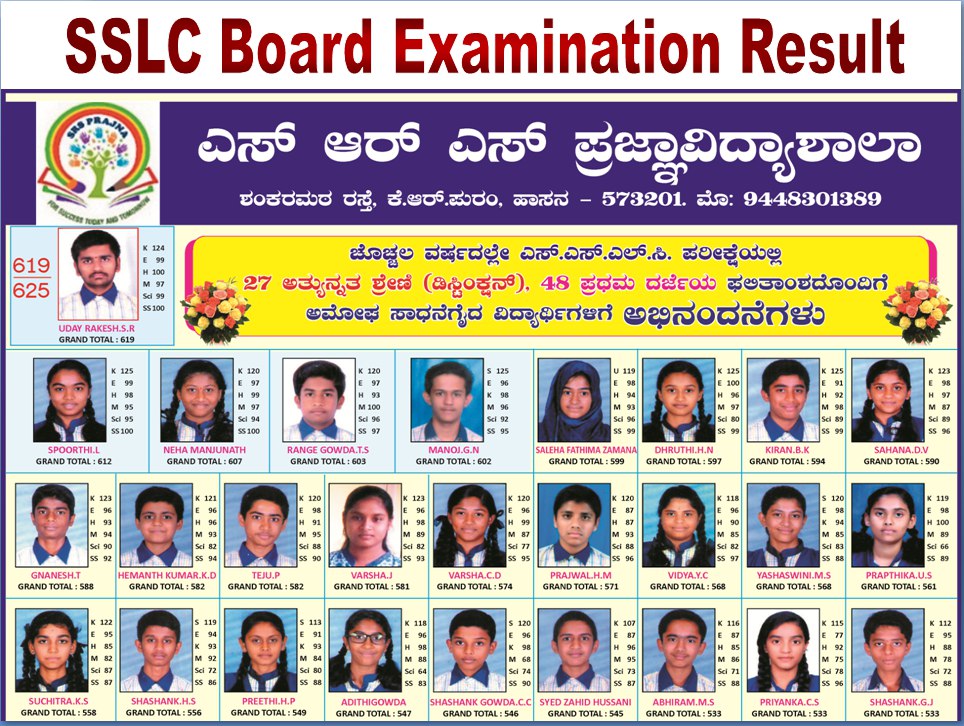 SSLC Board Examination Result
SRS PRAJNA
FOR SUCCESS TODAY AND TOMORROW
ಎಸ್ ಆರ್ ಎಸ್ ಪ್ರಜ್ಞಾವಿದ್ಯಾಶಾಲಾ
ಶಂಕರಮಠ ರಸ್ತೆ, ಕೆ.ಆರ್.ಪುರಂ, ಹಾಸನ - 573201. ಮೊ: 9448301389
619
625
K 124
E 99
H 100
M 97
Sci 99
SS 100
UDAY RAKESH.S.R
GRAND TOTAL : 619
ಚೊಚ್ಚಲ ವರ್ಷದಲ್ಲೇ ಎಸ್.ಎಸ್.ಎಲ್.ಸಿ. ಪರೀಕ್ಷೆಯಲ್ಲಿ
27 ಅತ್ಯುನ್ನತ ಶ್ರೇಣಿ (ಡಿಸ್ಟಿಂಕ್ಷನ್), 48 ಪ್ರಥಮ ದರ್ಜೆಯ ಫಲಿತಾಂಶದೊಂದಿಗೆ
ಅಮೋಘ ಸಾಧನೆಗೈದ ವಿದ್ಯಾರ್ಥಿಗಳಿಗೆ ಅಭಿನಂದನೆಗಳು
K 125
E 99
H 98
M 95
Sci 95
SS 100
SPOORTHI.L
GRAND TOTAL : 612
K 120
E 97
H 99
M 97
Sci 94
SS 100
NEHA MANJUNATH
GRAND TOTAL : 607
K 120
E 97
H 93
M 100
Sci 96
SS 97
RANGE GOWDA.T.S
GRAND TOTAL : 603
S 125
E 96
K 98
M 96
Sci 92
SS 95
MANOJ.G.N
GRAND TOTAL : 602
U 119
E 98
H 94
M 93
Sci 96
SS 99
SALEHA FATHIMA ZAMANA
GRAND TOTAL : 599
K 125
E 100
H 96
M 97
Sci 80
SS 99
DHRUTHI.H.N
GRAND TOTAL : 597
K 125
E 91
H 92
M 98
Sci 89
SS 99
KIRAN.B.K
GRAND TOTAL : 594
K 123
E 98
H 97
M 87
Sci 89
SS 96
SAHANA.D.V
GRAND TOTAL : 590
K 123
E 96
H 93
M 94
Sci 90
SS 92
GNANESH.T
GRAND TOTAL : 588
K 121
E 96
H 96
M 94
Sci 82
SS 93
HEMANTH KUMAR.K.D
GRAND TOTAL : 582
K 120
E 98
H 91
M 95
Sci 88
SS 90
TEJU.P
GRAND TOTAL : 582
K 123
E 96
H 98
M 82
Sci 89
SS 93
VARSHA.J
GRAND TOTAL : 581
K 120
E 96
H 99
M 87
Sci 77
SS 95
VARSHA.C.D
GRAND TOTAL : 574
K 120
E 87
H 87
M 93
Sci 88
SS 96
PRAJWAL.H.M
GRAND TOTAL : 571
K 118
E 96
H 90
M 85
Sci 82
SS 97
VIDYA.Y.C
GRAND TOTAL : 568
S 120
E 98
K 94
M 85
Sci 83
SS 88
YASHASWINI.M.S
GRAND TOTAL : 568
K 119
E 98
H 100
M 89
Sci 66
SS 89
PRAPTHIKA.U.S
GRAND TOTAL : 561
K 122
E 95
H 85
M 82
Sci 87
SS 87
SUCHITRA.K.S
GRAND TOTAL : 558
S 119
E 94
K 93
M 92
Sci 72
SS 86
SHASHANK.H.S
GRAND TOTAL : 556
S 113
E 91
K 93
M 84
Sci 80
SS 88
PREETHI.H.P
GRAND TOTAL : 549
K 118
E 96
H 98
M 88
Sci 64
SS 83
ADITHIGOWDA
GRAND TOTAL : 547
S 120
E 96
K 98
M 68
Sci 74
SS 90
SHASHANK GOWDA.C.C
GRAND TOTAL : 546
K 107
E 87
H 95
M 96
Sci 73
SS 87
SYED ZAHID HUSSANI
GRAND TOTAL : 545
K 116
E 87
H 85
M 86
Sci 71
SS 88
ABHIRAM.M.S
GRAND TOTAL : 533
K 115
E 77
H 92
M 75
Sci 78
SS 96
PRIYANKA.C.S
GRAND TOTAL : 533
K 112
E 95
H 88
M 78
Sci 72
SS 88
SHASHANK.G.J
GRAND TOTAL : 533